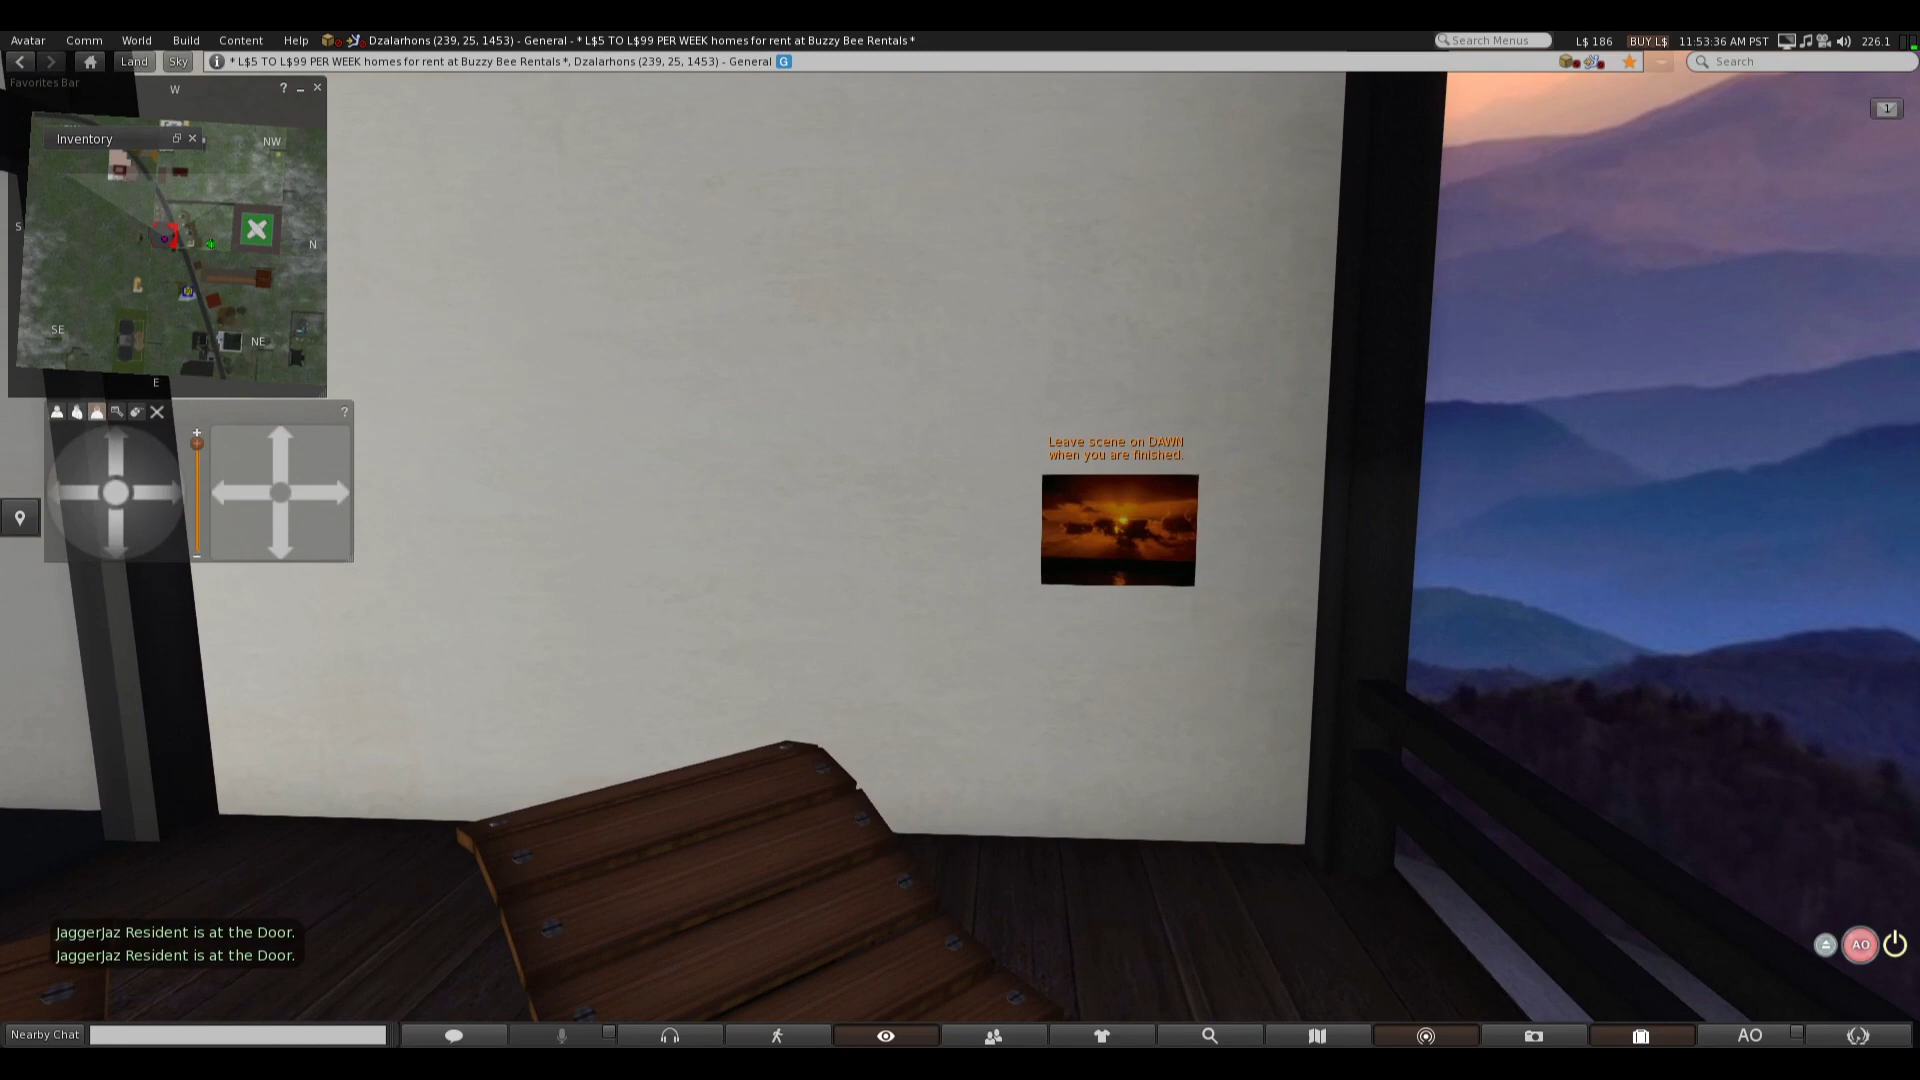 Avatar Comm World Build Content Help Dzalarhons (239, 25, 1453) - General - * L$5 TO L$99 PER WEEK homes for rent at Buzzy Bee Rentals * Search Menus L$ 186 BUY L$ 11:53:36 AM PST 226.1
Land Sky * L$5 TO L$99 PER WEEK homes for rent at Buzzy Bee Rentals *, Dzalarhons (239, 25, 1453) - General G Search
Favorites Bar
W ?
1
Inventory
NW
S
N
SE
NE
E
?
Leave scene on DAWN
when you are finished.
JaggerJaz Resident is at the Door.
JaggerJaz Resident is at the Door.
AO
Nearby Chat AO